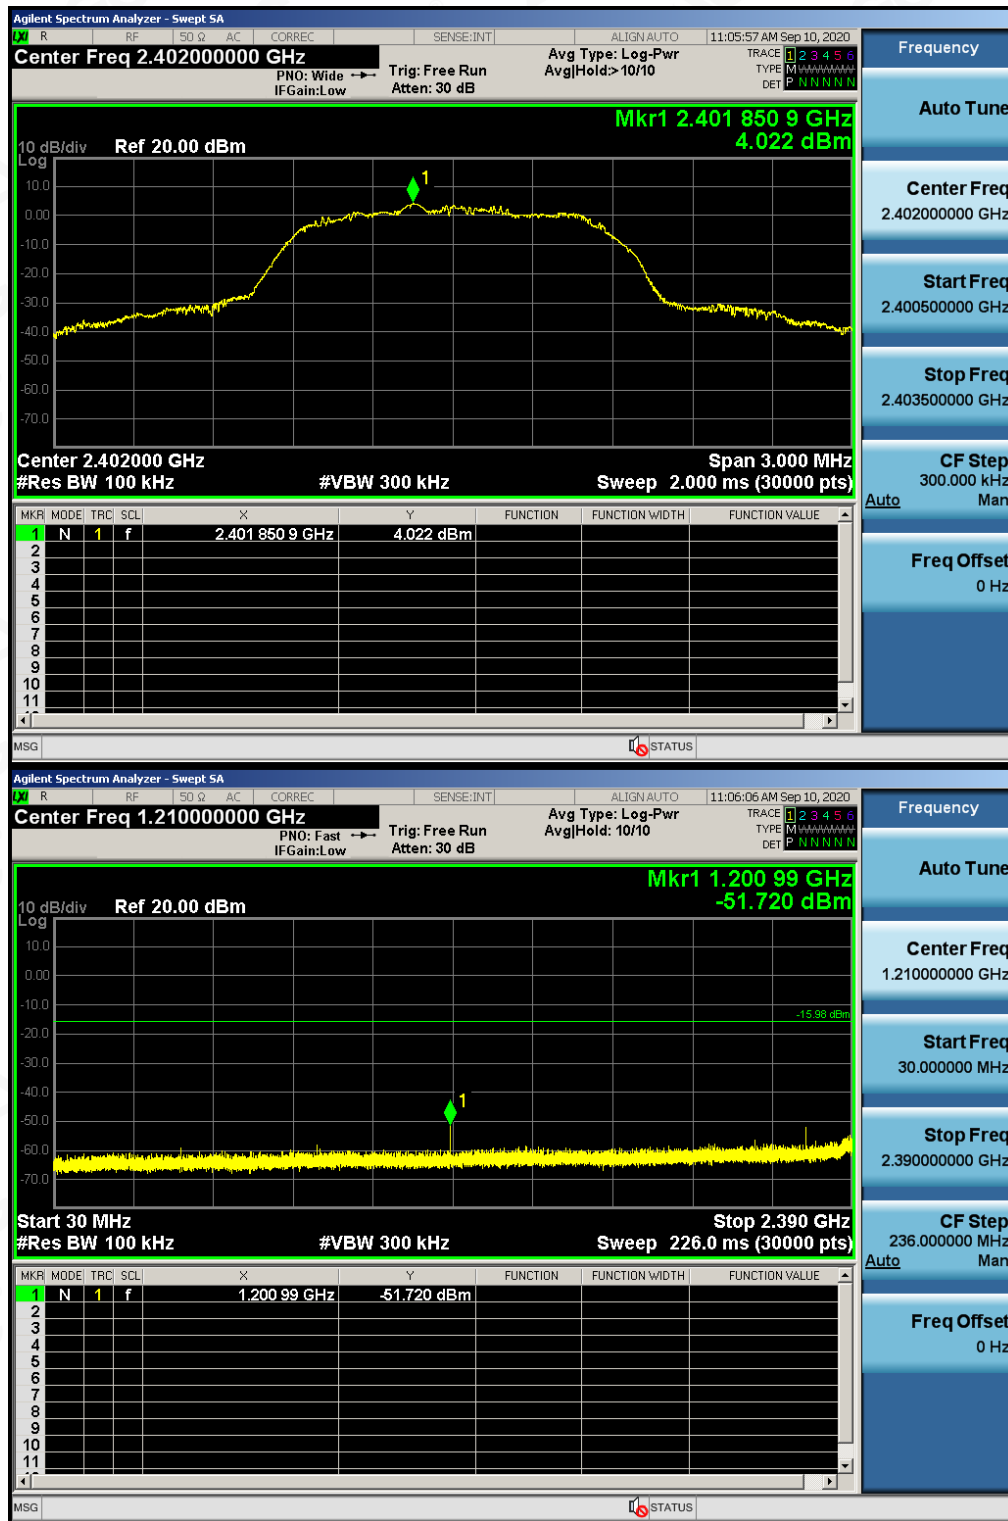 Agilent Spectrum Analyzer - Swept SA
LXI R RF 50 Ω AC CORREC SENSE:INT ALIGN AUTO 11:05:57 AM Sep 10, 2020
Center Freq 2.402000000 GHz
PNO: Wide
IFGain:Low
Trig: Free Run
Atten: 30 dB
Avg Type: Log-Pwr
Avg|Hold:> 10/10
TRACE 1 2 3 4 5 6
TYPE M W W W W W
DET P N N N N N
Mkr1 2.401 850 9 GHz
4.022 dBm
10 dB/div Ref 20.00 dBm
Log
10.0
0.00
-10.0
-20.0
-30.0
-40.0
-50.0
-60.0
-70.0
1
Center 2.402000 GHz Span 3.000 MHz
#Res BW 100 kHz #VBW 300 kHz Sweep 2.000 ms (30000 pts)
MKR MODE TRC SCL X Y FUNCTION FUNCTION WIDTH FUNCTION VALUE
1 N 1 f 2.401 850 9 GHz 4.022 dBm
2
3
4
5
6
7
8
9
10
11
MSG STATUS
Frequency
Auto Tune
Center Freq
2.402000000 GHz
Start Freq
2.400500000 GHz
Stop Freq
2.403500000 GHz
CF Step
300.000 kHz
Auto Man
Freq Offset
0 Hz
Agilent Spectrum Analyzer - Swept SA
LXI R RF 50 Ω AC CORREC SENSE:INT ALIGN AUTO 11:06:06 AM Sep 10, 2020
Center Freq 1.210000000 GHz
PNO: Fast
IFGain:Low
Trig: Free Run
Atten: 30 dB
Avg Type: Log-Pwr
Avg|Hold: 10/10
TRACE 1 2 3 4 5 6
TYPE M W W W W W
DET P N N N N N
Mkr1 1.200 99 GHz
-51.720 dBm
10 dB/div Ref 20.00 dBm
Log
10.0
0.00
-10.0
-20.0
-30.0
-40.0
-50.0
-60.0
-70.0
-15.98 dBm
1
Start 30 MHz Stop 2.390 GHz
#Res BW 100 kHz #VBW 300 kHz Sweep 226.0 ms (30000 pts)
MKR MODE TRC SCL X Y FUNCTION FUNCTION WIDTH FUNCTION VALUE
1 N 1 f 1.200 99 GHz -51.720 dBm
2
3
4
5
6
7
8
9
10
11
MSG STATUS
Frequency
Auto Tune
Center Freq
1.210000000 GHz
Start Freq
30.000000 MHz
Stop Freq
2.390000000 GHz
CF Step
236.000000 MHz
Auto Man
Freq Offset
0 Hz